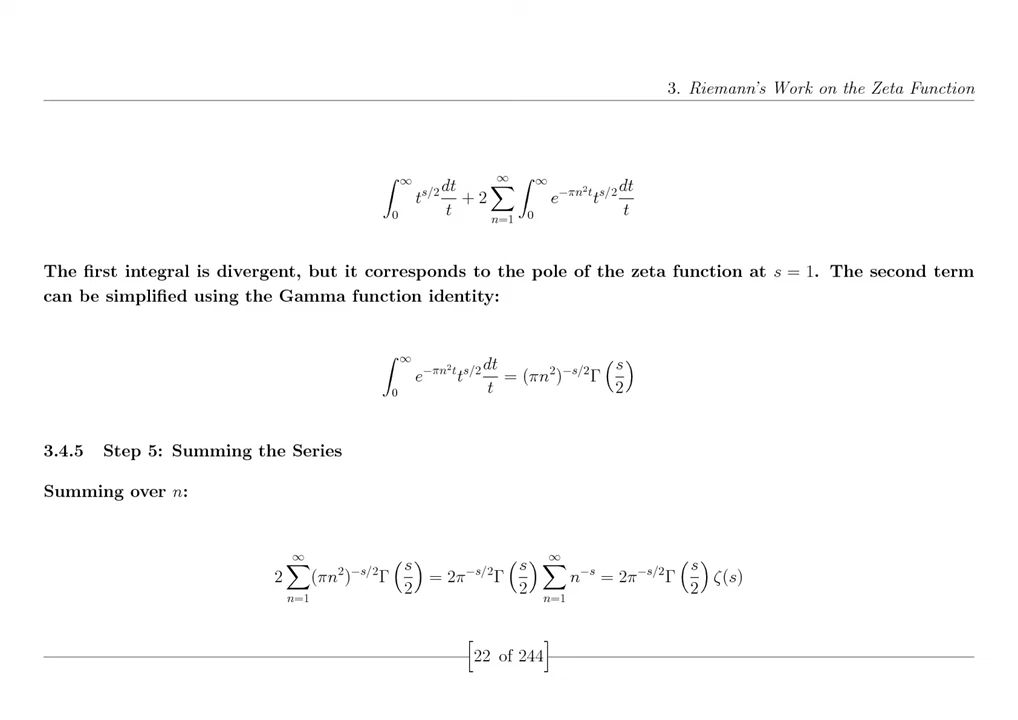 3. Riemann's Work on the Zeta Function
∫₀^∞ t^{s/2} dt/t + 2 ∑_{n=1}^∞ ∫₀^∞ e^{−πn²t} t^{s/2} dt/t
The first integral is divergent, but it corresponds to the pole of the zeta function at s = 1. The second term
can be simplified using the Gamma function identity:
∫₀^∞ e^{−πn²t} t^{s/2} dt/t = (πn²)^{−s/2} Γ(s/2)
3.4.5 Step 5: Summing the Series
Summing over n:
2 ∑_{n=1}^∞ (πn²)^{−s/2} Γ(s/2) = 2π^{−s/2} Γ(s/2) ∑_{n=1}^∞ n^{−s} = 2π^{−s/2} Γ(s/2) ζ(s)
[22 of 244]